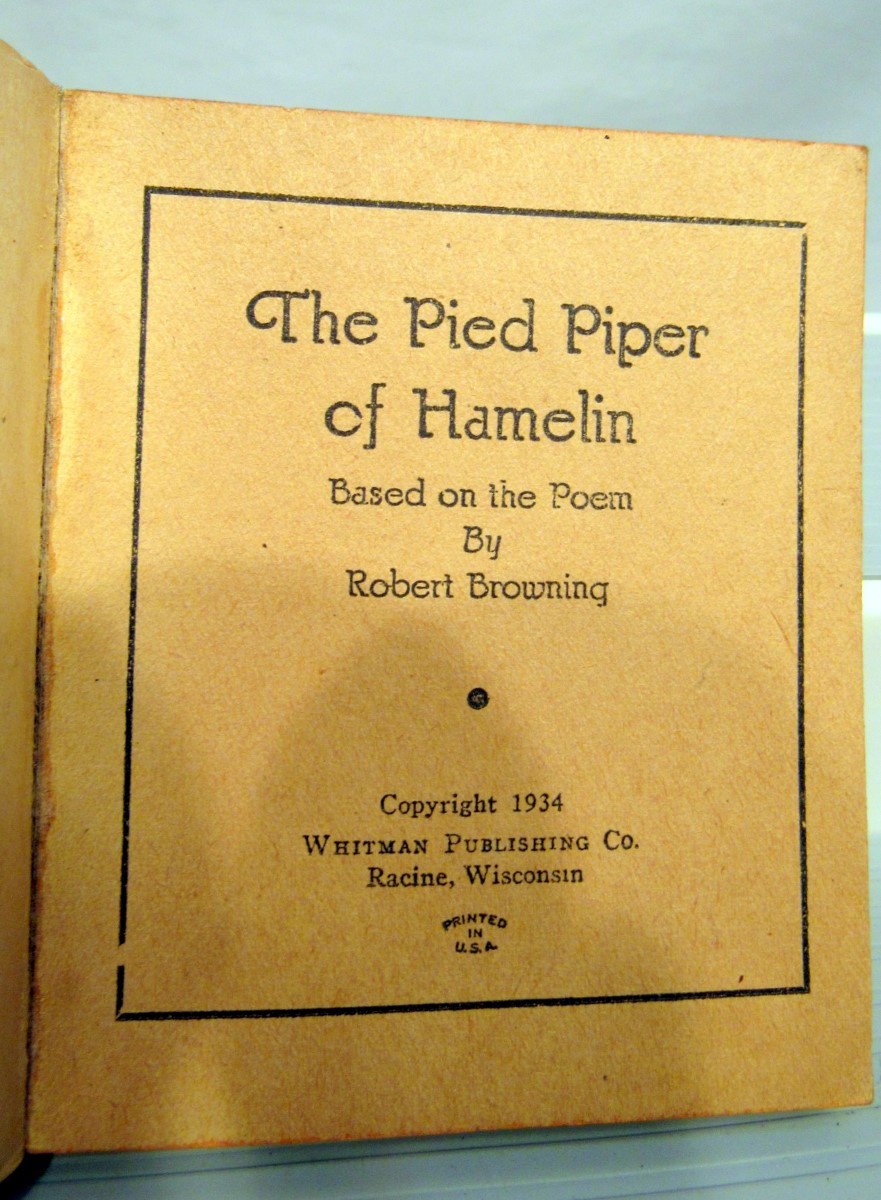 The Pied Piper
of Hamelin
Based on the Poem
By
Robert Browning
Copyright 1934
WHITMAN PUBLISHING CO.
Racine, Wisconsin
PRINTED
IN
U.S.A